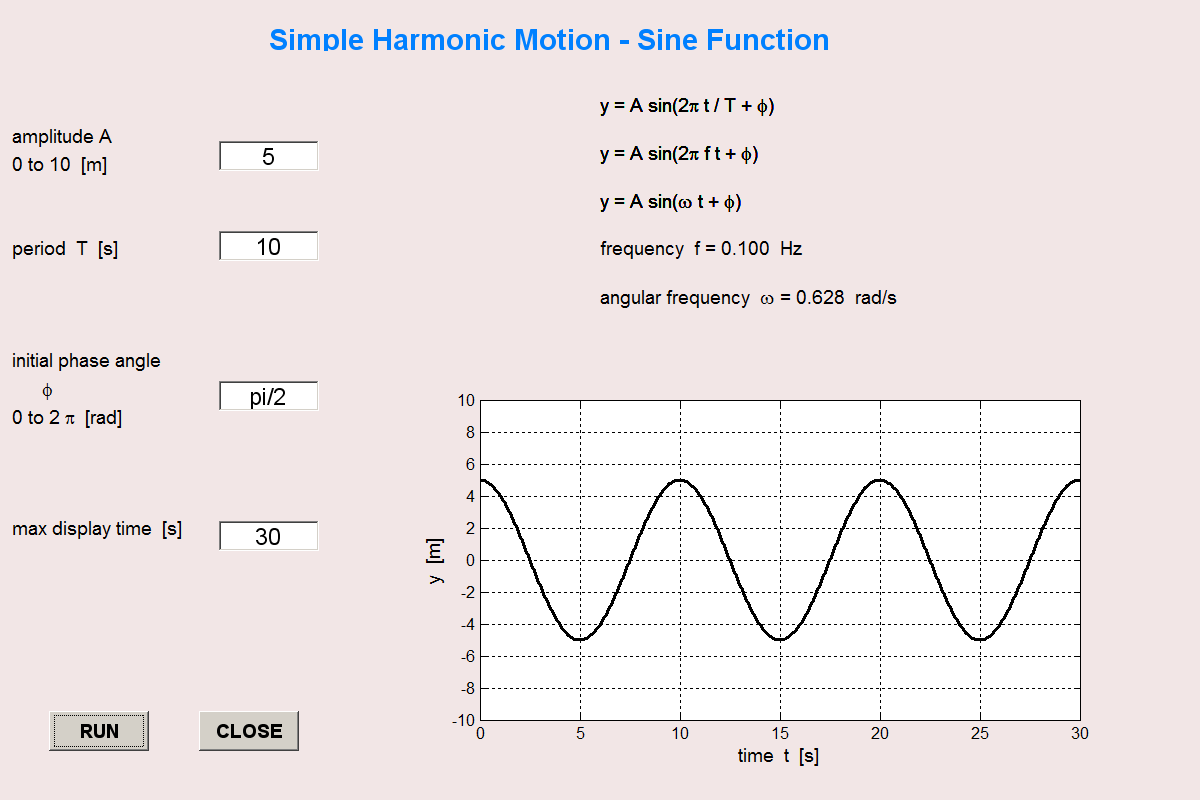 Simple Harmonic Motion - Sine Function
amplitude A
0 to 10 [m]
5
period T [s]
10
initial phase angle
ϕ
0 to 2 π [rad]
pi/2
max display time [s]
30
RUN
CLOSE
y = A sin(2π t / T + ϕ)
y = A sin(2π f t + ϕ)
y = A sin(ω t + ϕ)
frequency f = 0.100 Hz
angular frequency ω = 0.628 rad/s
10
8
6
4
2
0
-2
-4
-6
-8
-10
y [m]
0 5 10 15 20 25 30
time t [s]